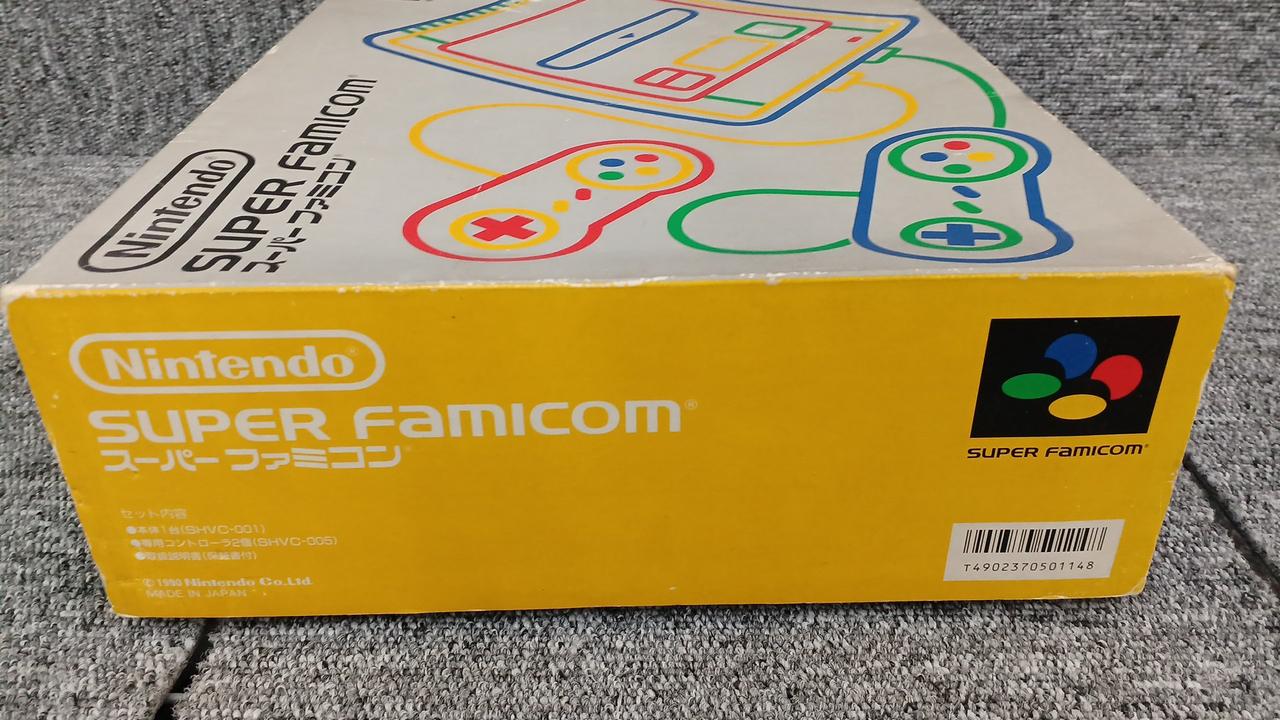 Nintendo
SUPER FAMICOM®
スーパーファミコン
Nintendo®
SUPER FAMICOM®
スーパーファミコン
セット内容
●本体1台(SHVC-001)
●専用コントローラ2個(SHVC-005)
●取扱説明書(保証書付)
© 1990 Nintendo Co.,Ltd.
MADE IN JAPAN
SUPER FAMICOM®
T4902370501148